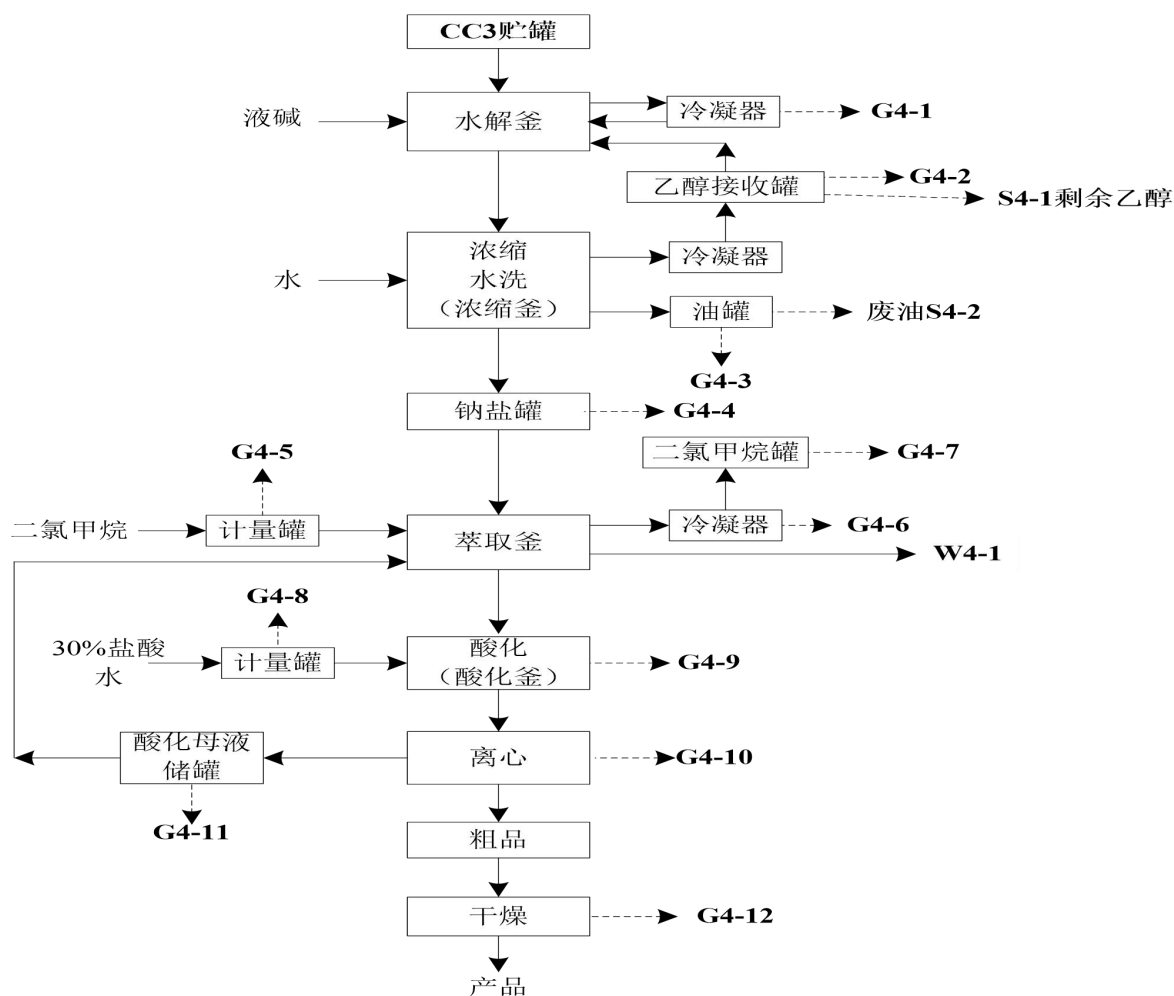 CC3贮罐
液碱
水解釜
冷凝器
G4-1
乙醇接收罐
G4-2
S4-1剩余乙醇
水
浓缩
水洗
（浓缩釜）
冷凝器
油罐
废油S4-2
G4-3
钠盐罐
G4-4
G4-5
二氯甲烷罐
G4-7
二氯甲烷
计量罐
萃取釜
冷凝器
G4-6
W4-1
G4-8
30%盐酸
水
计量罐
酸化
（酸化釜）
G4-9
酸化母液
储罐
离心
G4-10
G4-11
粗品
干燥
G4-12
产品